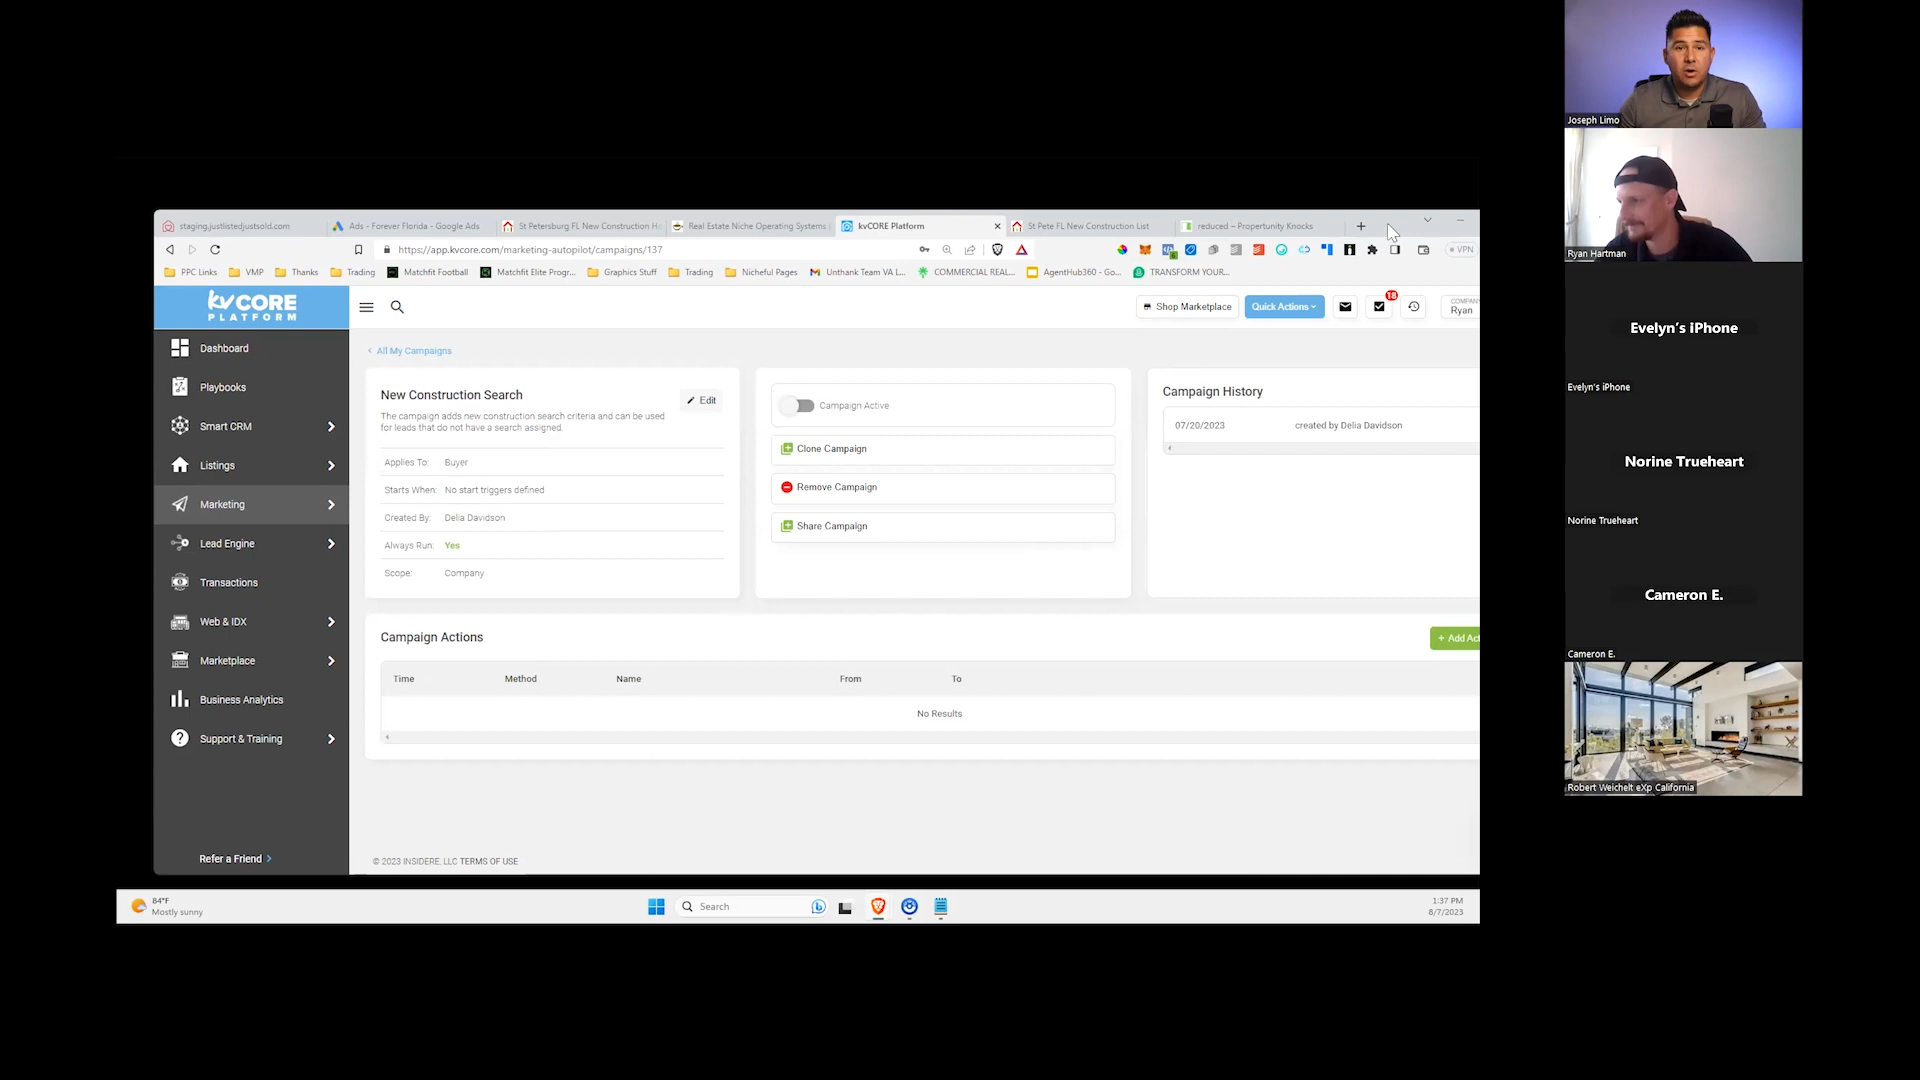 staging.justlistedjustsold.com
Ads - Forever Florida - Google Ads
St Petersburg FL New Construction H
Real Estate Niche Operating Systems
kvCORE Platform
St Pete FL New Construction List
reduced – Propertunity Knocks
https://app.kvcore.com/marketing-autopilot/campaigns/137
VPN
PPC Links
VMP
Thanks
Trading
Matchfit Football
Matchfit Elite Progr...
Graphics Stuff
Trading
Nicheful Pages
Unthank Team VA L...
COMMERCIAL REAL...
AgentHub360 - Go...
TRANSFORM YOUR...
kvCORE
PLATFORM
Shop Marketplace
Quick Actions
18
COMPANY
Ryan
Dashboard
Playbooks
Smart CRM
Listings
Marketing
Lead Engine
Transactions
Web & IDX
Marketplace
Business Analytics
Support & Training
Refer a Friend
All My Campaigns
New Construction Search
Edit
The campaign adds new construction search criteria and can be used
for leads that do not have a search assigned.
Applies To: Buyer
Starts When: No start triggers defined
Created By: Delia Davidson
Always Run: Yes
Scope: Company
Campaign Active
Clone Campaign
Remove Campaign
Share Campaign
Campaign History
07/20/2023 created by Delia Davidson
Campaign Actions
+ Add Act
Time Method Name From To
No Results
© 2023 INSIDERE, LLC TERMS OF USE
84°F
Mostly sunny
Search
1:37 PM
8/7/2023
Joseph Limo
Ryan Hartman
Evelyn's iPhone
Evelyn's iPhone
Norine Trueheart
Norine Trueheart
Cameron E.
Cameron E.
Robert Weichelt eXp California